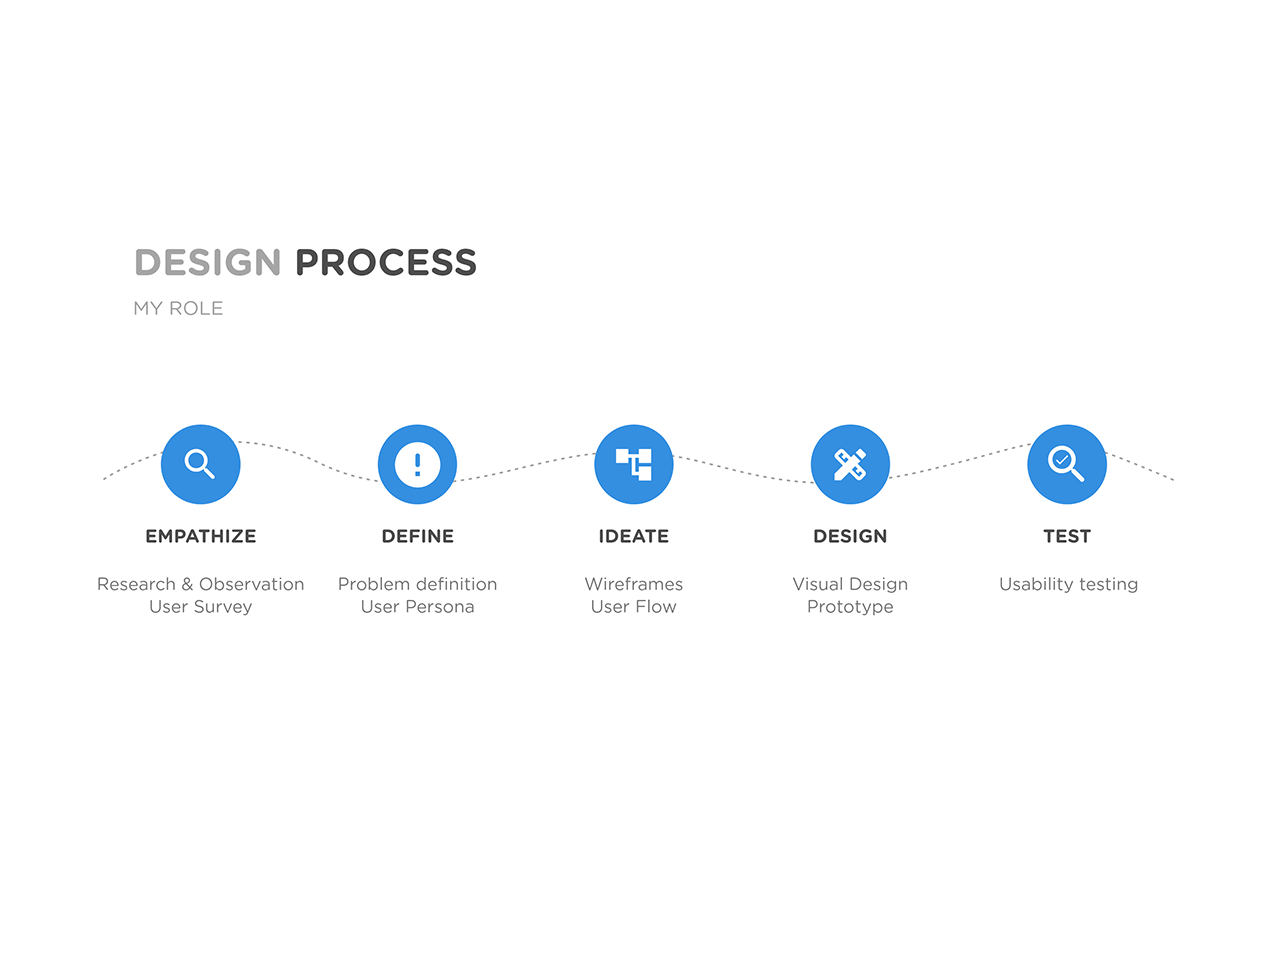 DESIGN PROCESS
MY ROLE
EMPATHIZE
Research & Observation
User Survey
DEFINE
Problem definition
User Persona
IDEATE
Wireframes
User Flow
DESIGN
Visual Design
Prototype
TEST
Usability testing